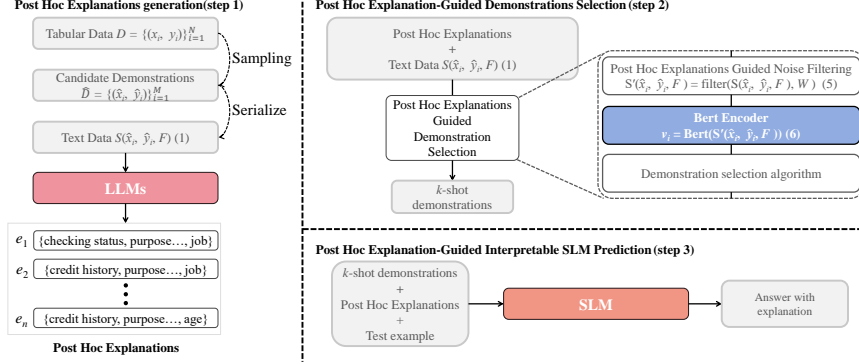 Post Hoc Explanations generation(step 1)
Tabular Data D = {(xᵢ, yᵢ)}ᴺᵢ₌₁
Sampling
Candidate Demonstrations
D̃ = {(x̂ᵢ, ŷᵢ)}ᴹᵢ₌₁
Serialize
Text Data S(x̂ᵢ, ŷᵢ, F) (1)
LLMs
e₁ {checking status, purpose…, job}
e₂ {credit history, purpose…, job}
eₙ {credit history, purpose…, age}
Post Hoc Explanations
Post Hoc Explanation-Guided Demonstrations Selection (step 2)
Post Hoc Explanations
+
Text Data S(x̂ᵢ, ŷᵢ, F) (1)
Post Hoc Explanations
Guided
Demonstration
Selection
k-shot
demonstrations
Post Hoc Explanations Guided Noise Filtering
S′(x̂ᵢ, ŷᵢ, F) = filter(S(x̂ᵢ, ŷᵢ, F), W ) (5)
Bert Encoder
vᵢ = Bert(S′(x̂ᵢ, ŷᵢ, F)) (6)
Demonstration selection algorithm
Post Hoc Explanation-Guided Interpretable SLM Prediction (step 3)
k-shot demonstrations
+
Post Hoc Explanations
+
Test example
SLM
Answer with
explanation